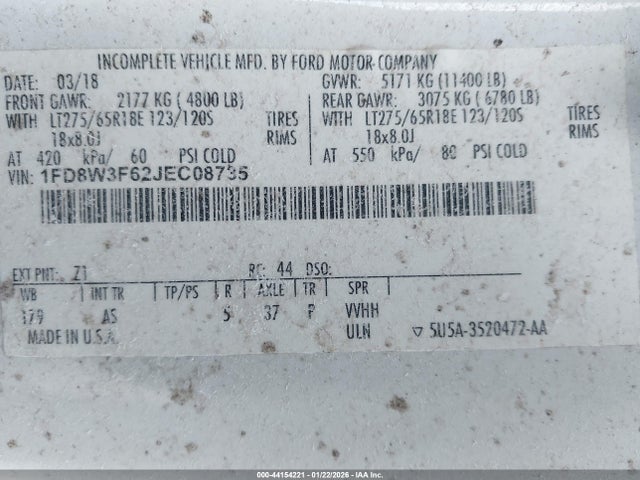 INCOMPLETE VEHICLE MFD. BY FORD MOTOR COMPANY
DATE: 03/18 GVWR: 5171 KG (11400 LB)
FRONT GAWR: 2177 KG ( 4800 LB) REAR GAWR: 3075 KG ( 6780 LB)
WITH LT275/65R18E 123/120S TIRES WITH LT275/65R18E 123/120S TIRES
18x8.0J RIMS 18x8.0J RIMS
AT 420 kPa/ 60 PSI COLD AT 550 kPa/ 80 PSI COLD
VIN: 1FD8W3F62JEC08735
EXT PNT: Z1 RC: 44 DSO:
WB INT TR TP/PS R AXLE TR SPR
179 AS 5 37 P VVHH
MADE IN U.S.A. ULN ▽ 5U5A-3520472-AA
000-44154221 - 01/22/2026 - IAA Inc.